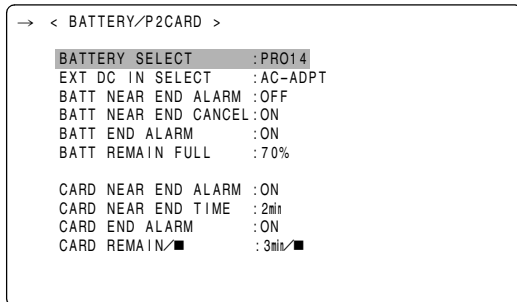 → < BATTERY/P2CARD >
BATTERY SELECT :PRO14
EXT DC IN SELECT :AC-ADPT
BATT NEAR END ALARM :OFF
BATT NEAR END CANCEL:ON
BATT END ALARM :ON
BATT REMAIN FULL :70%
CARD NEAR END ALARM :ON
CARD NEAR END TIME :2min
CARD END ALARM :ON
CARD REMAIN/■ :3min/■